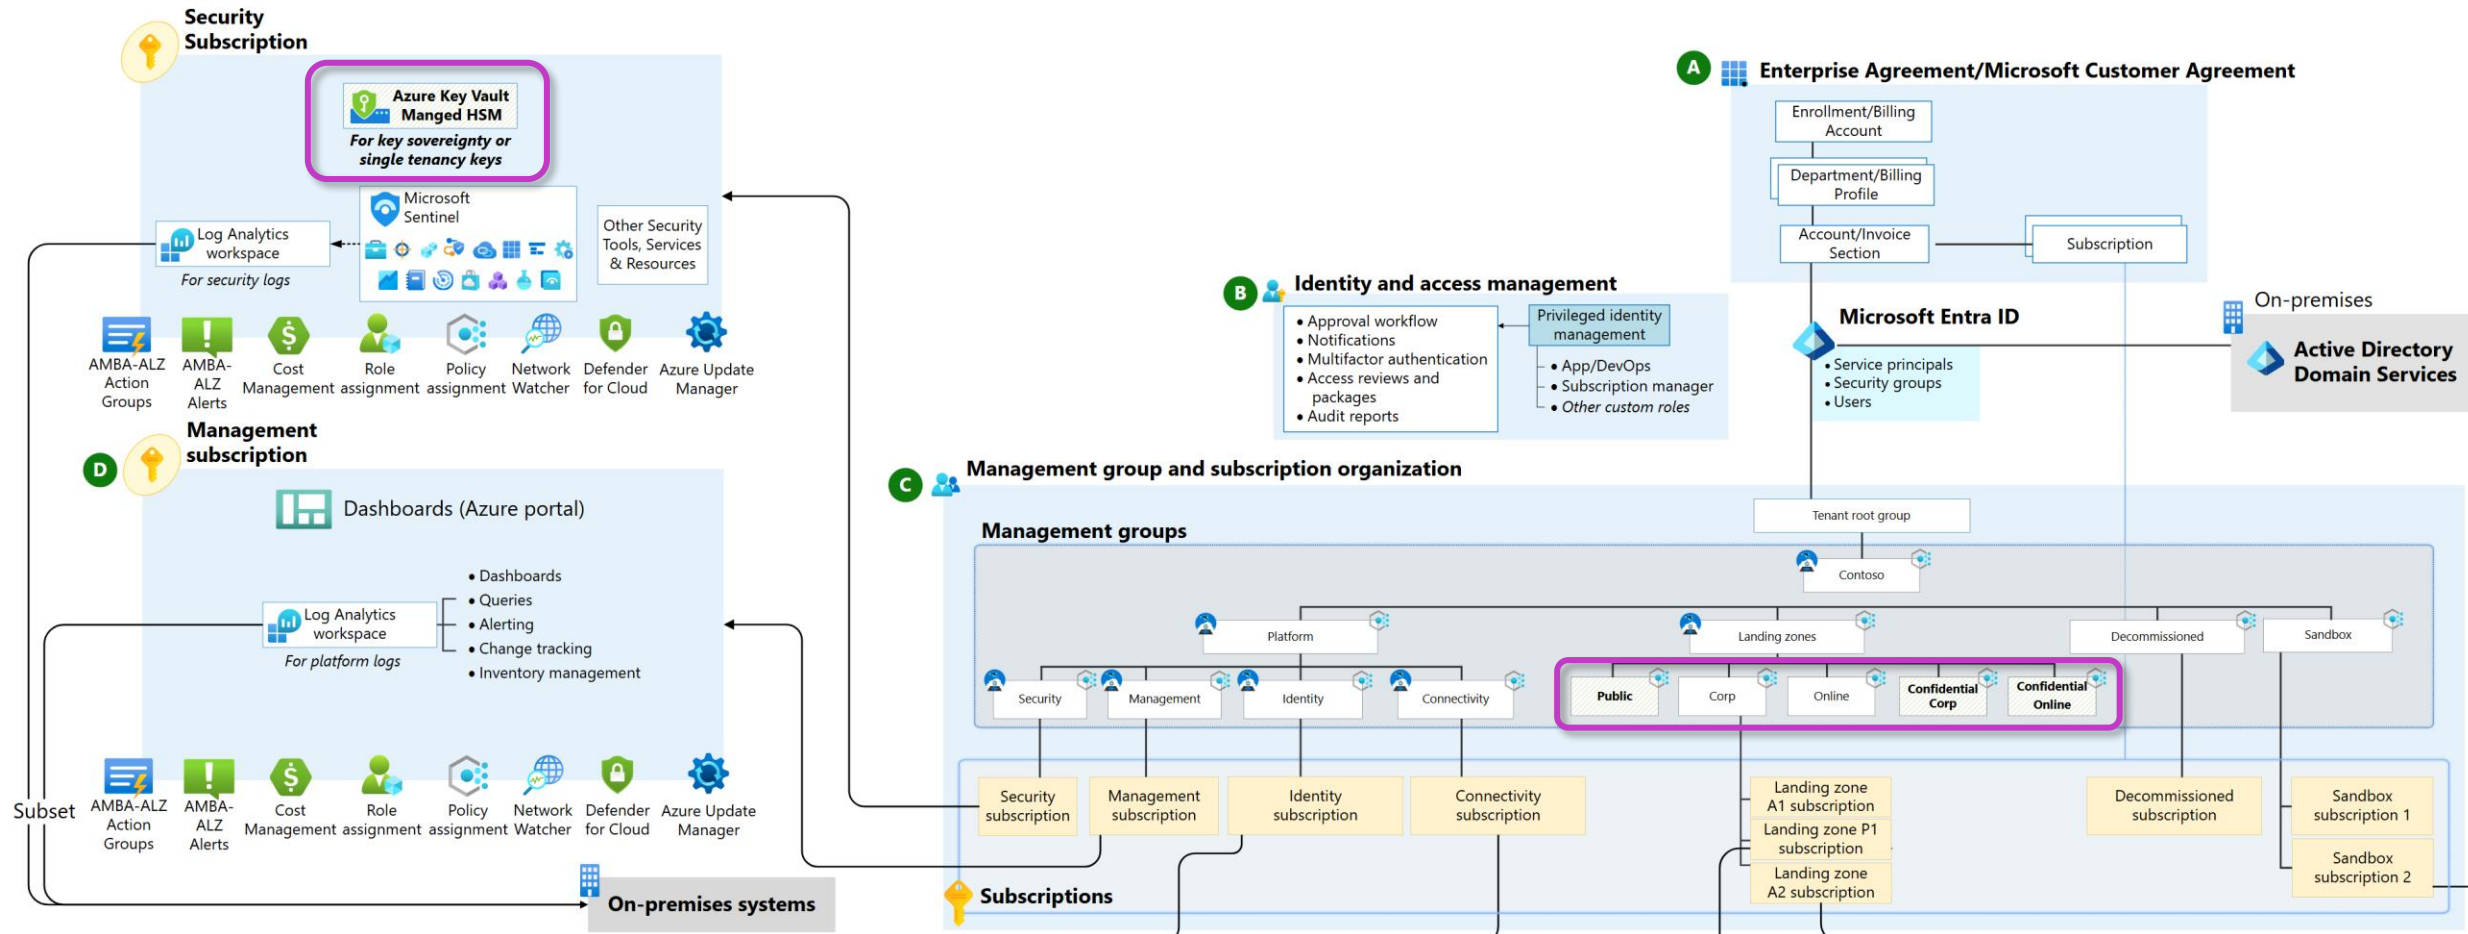 Security
Subscription
Azure Key Vault
Manged HSM
For key sovereignty or
single tenancy keys
Microsoft
Sentinel
Log Analytics
workspace
For security logs
Other Security
Tools, Services
& Resources
AMBA-ALZ
Action
Groups
AMBA-
ALZ
Alerts
Cost
Management
Role
assignment
Policy
assignment
Network
Watcher
Defender
for Cloud
Azure Update
Manager
D
Management
subscription
Dashboards (Azure portal)
Log Analytics
workspace
For platform logs
• Dashboards
• Queries
• Alerting
• Change tracking
• Inventory management
AMBA-ALZ
Action
Groups
AMBA-
ALZ
Alerts
Cost
Management
Role
assignment
Policy
assignment
Network
Watcher
Defender
for Cloud
Azure Update
Manager
Subset
On-premises systems
A
Enterprise Agreement/Microsoft Customer Agreement
Enrollment/Billing
Account
Department/Billing
Profile
Account/Invoice
Section
Subscription
B
Identity and access management
• Approval workflow
• Notifications
• Multifactor authentication
• Access reviews and
packages
• Audit reports
Privileged identity
management
• App/DevOps
• Subscription manager
• Other custom roles
Microsoft Entra ID
• Service principals
• Security groups
• Users
On-premises
Active Directory
Domain Services
C
Management group and subscription organization
Tenant root group
Management groups
Contoso
Platform
Landing zones
Decommissioned
Sandbox
Security
Management
Identity
Connectivity
Public
Corp
Online
Confidential
Corp
Confidential
Online
Security
subscription
Management
subscription
Identity
subscription
Connectivity
subscription
Landing zone
A1 subscription
Landing zone P1
subscription
Landing zone
A2 subscription
Decommissioned
subscription
Sandbox
subscription 1
Sandbox
subscription 2
Subscriptions